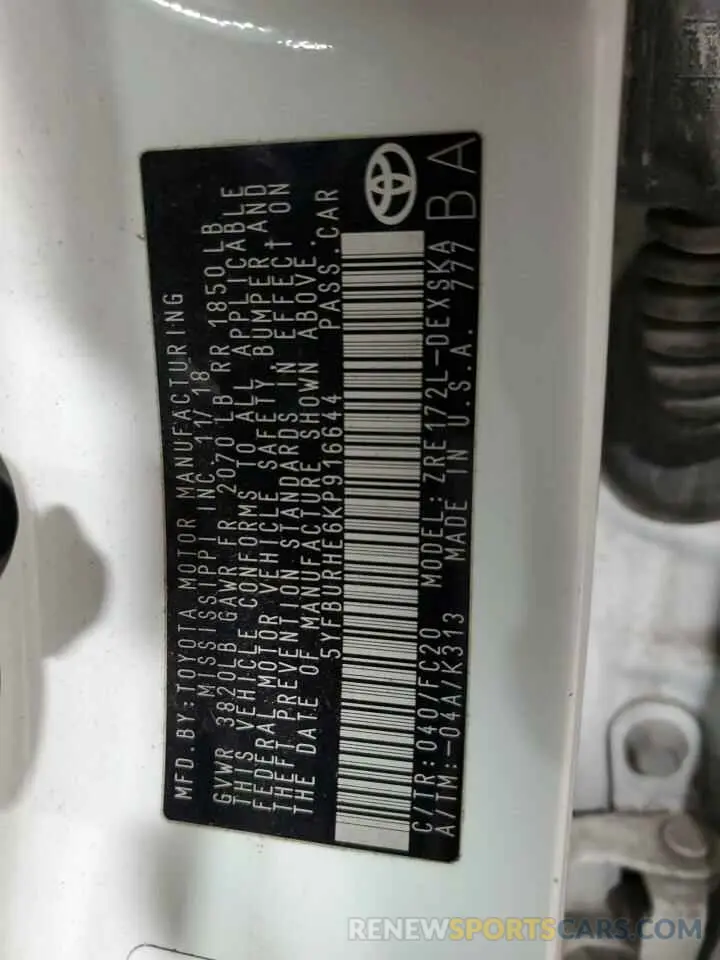 MFD.BY:TOYOTA MOTOR MANUFACTURING
MISSISSIPPI INC. 11/18
GVWR 3820LB GAWR FR 2070 LB RR 1850 LB
THIS VEHICLE CONFORMS TO ALL APPLICABLE
FEDERAL MOTOR VEHICLE SAFETY, BUMPER AND
THEFT PREVENTION STANDARDS IN EFFECT ON
THE DATE OF MANUFACTURE SHOWN ABOVE.
5YFBURHE6KP916644 PASS.CAR
C/TR:040/FC20 MODEL:ZRE172L-DEXSKA
A/TM:-04A/K313 MADE IN U.S.A. 777 BA
RENEWSPORTSCARS.COM